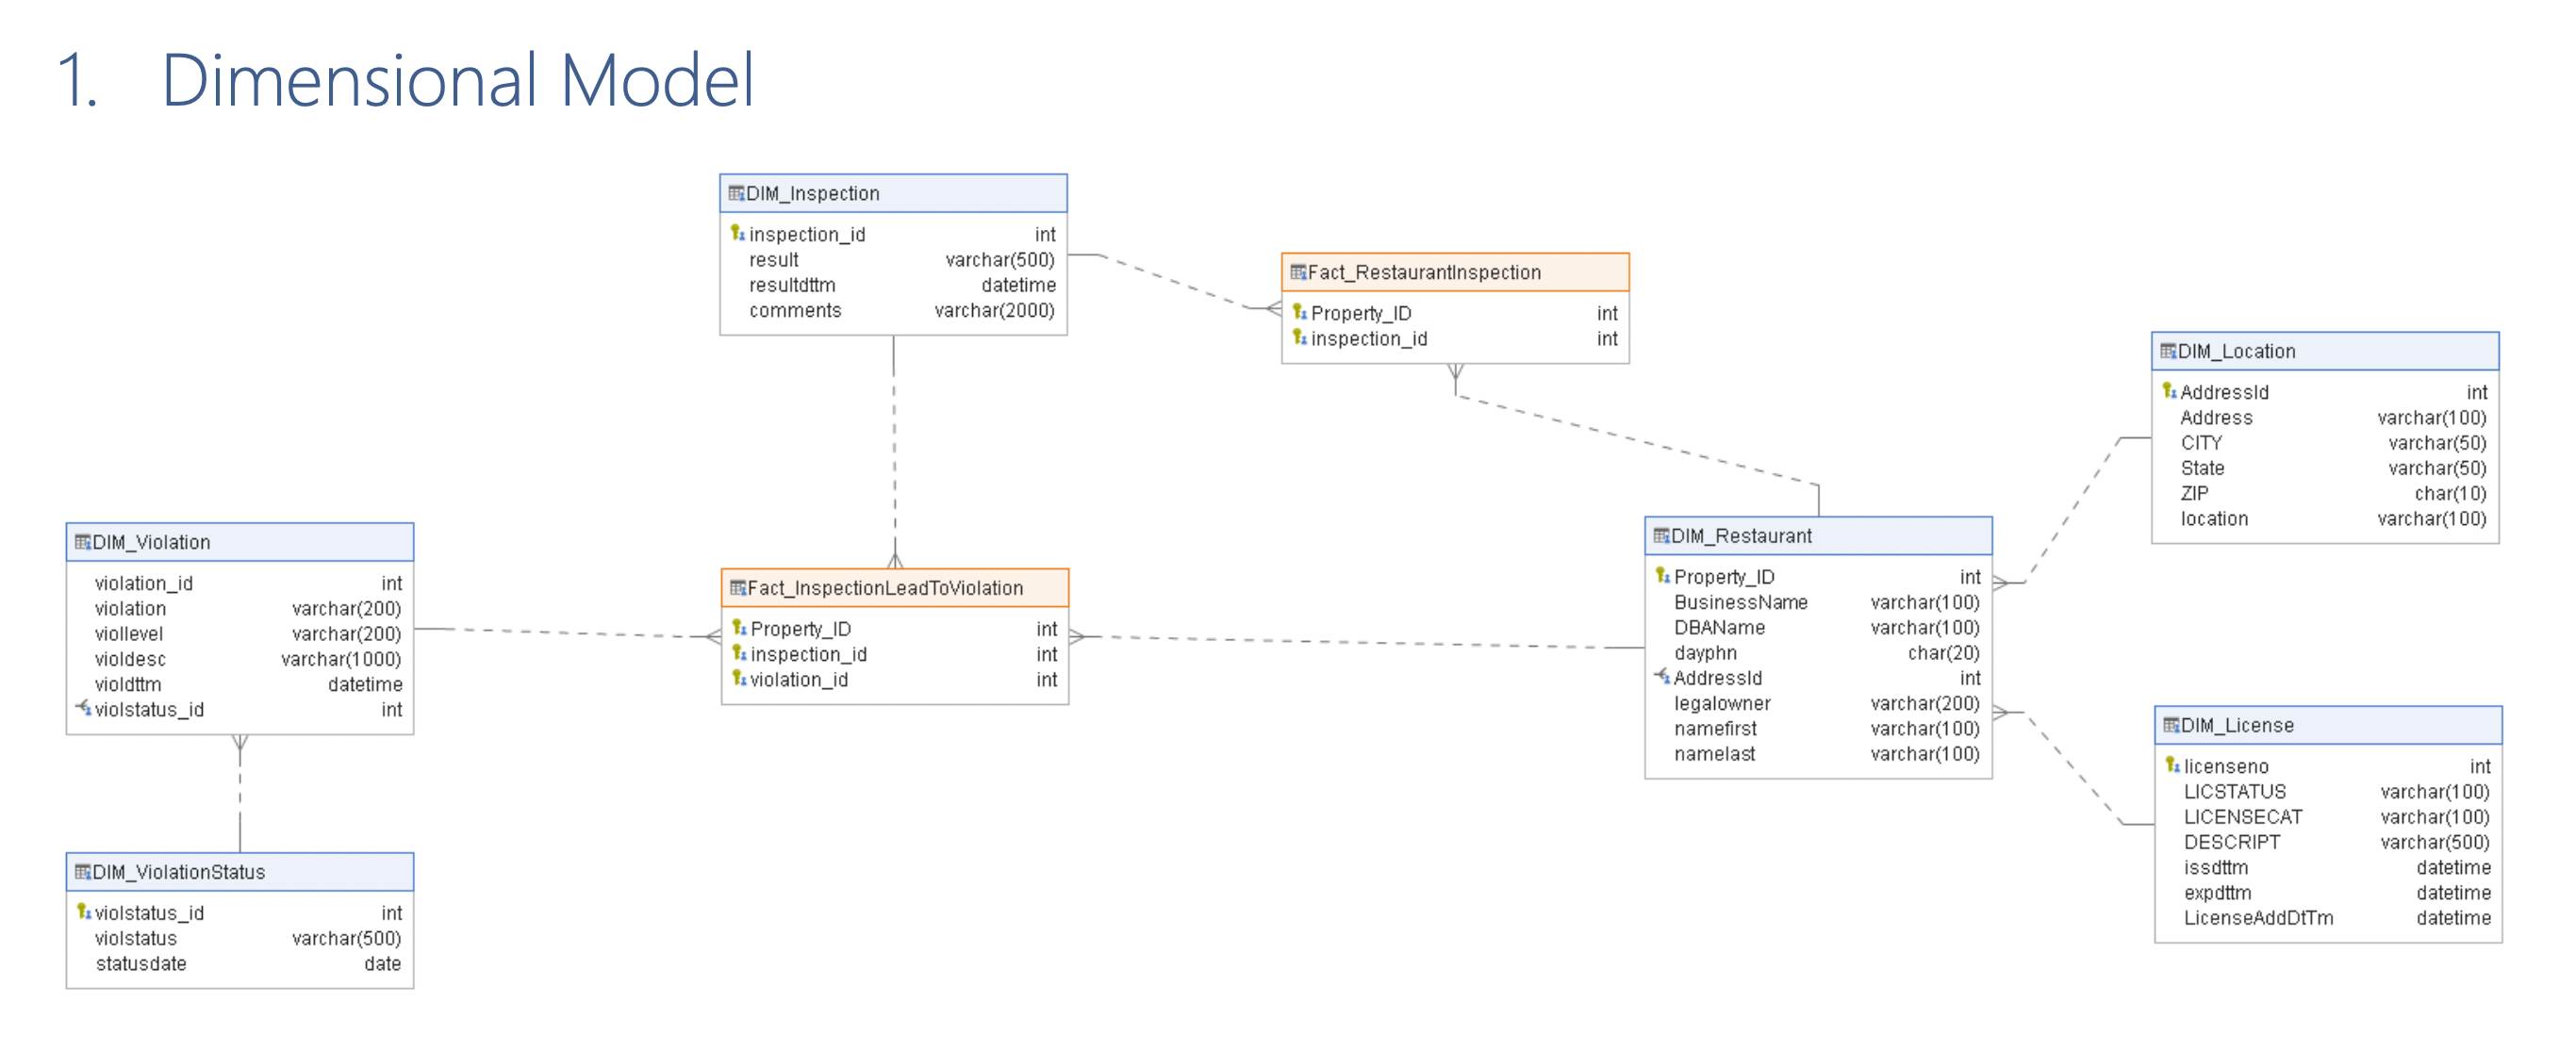 1. Dimensional Model
DIM_Inspection
inspection_id int
result varchar(500)
resultdttm datetime
comments varchar(2000)
Fact_RestaurantInspection
Property_ID int
inspection_id int
DIM_Location
AddressId int
Address varchar(100)
CITY varchar(50)
State varchar(50)
ZIP char(10)
location varchar(100)
DIM_Violation
violation_id int
violation varchar(200)
viollevel varchar(200)
violdesc varchar(1000)
violdttm datetime
violstatus_id int
Fact_InspectionLeadToViolation
Property_ID int
inspection_id int
violation_id int
DIM_Restaurant
Property_ID int
BusinessName varchar(100)
DBAName varchar(100)
dayphn char(20)
AddressId int
legalowner varchar(200)
namefirst varchar(100)
namelast varchar(100)
DIM_License
licenseno int
LICSTATUS varchar(100)
LICENSECAT varchar(100)
DESCRIPT varchar(500)
issdttm datetime
expdttm datetime
LicenseAddDtTm datetime
DIM_ViolationStatus
violstatus_id int
violstatus varchar(500)
statusdate date